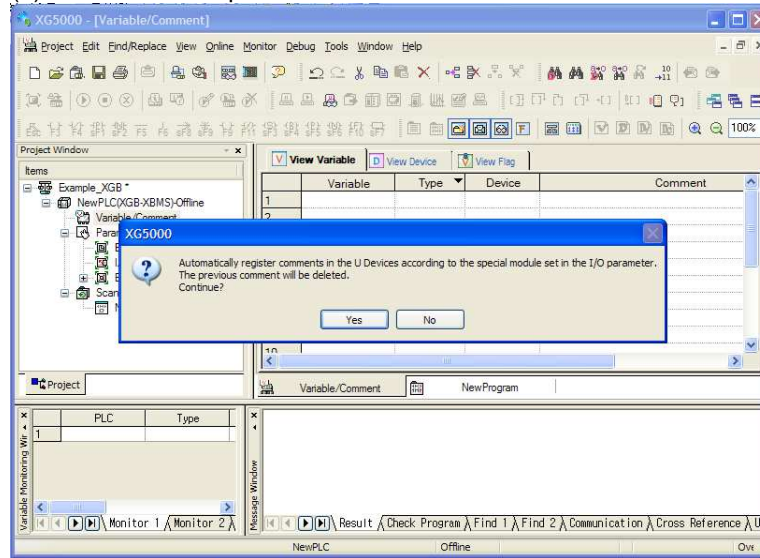 XG5000 - [Variable/Comment]
Project Edit Find/Replace View Online Monitor Debug Tools Window Help
100%
Project Window
Items
Example_XGB *
NewPLC(XGB-XBMS)-Offline
Variable/Comment
Para
Scan
View Variable
View Device
View Flag
Variable Type Device Comment
1
2
10
XG5000
Automatically register comments in the U Devices according to the special module set in the I/O parameter.
The previous comment will be deleted.
Continue?
Yes No
Project
Variable/Comment
NewProgram
PLC Type
1
Variable Monitoring Wir
Monitor 1 Monitor 2
Message Window
Result Check Program Find 1 Find 2 Communication Cross Reference U
NewPLC Offline Ove